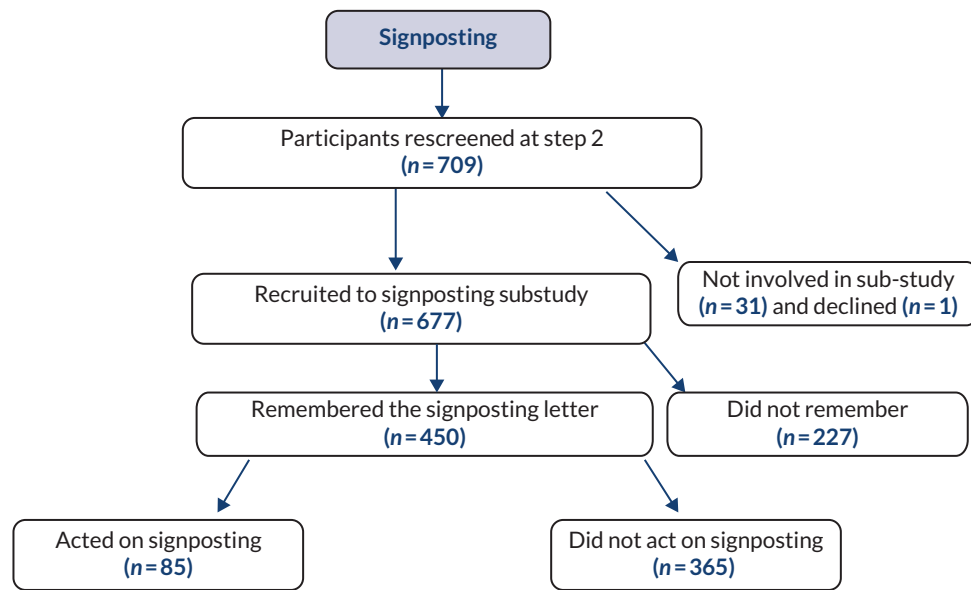 Signposting
Participants rescreened at step 2
(n=709)
Not involved in sub-study
(n=31) and declined (n=1)
Recruited to signposting substudy
(n=677)
Remembered the signposting letter
(n=450)
Did not remember
(n=227)
Acted on signposting
(n=85)
Did not act on signposting
(n=365)